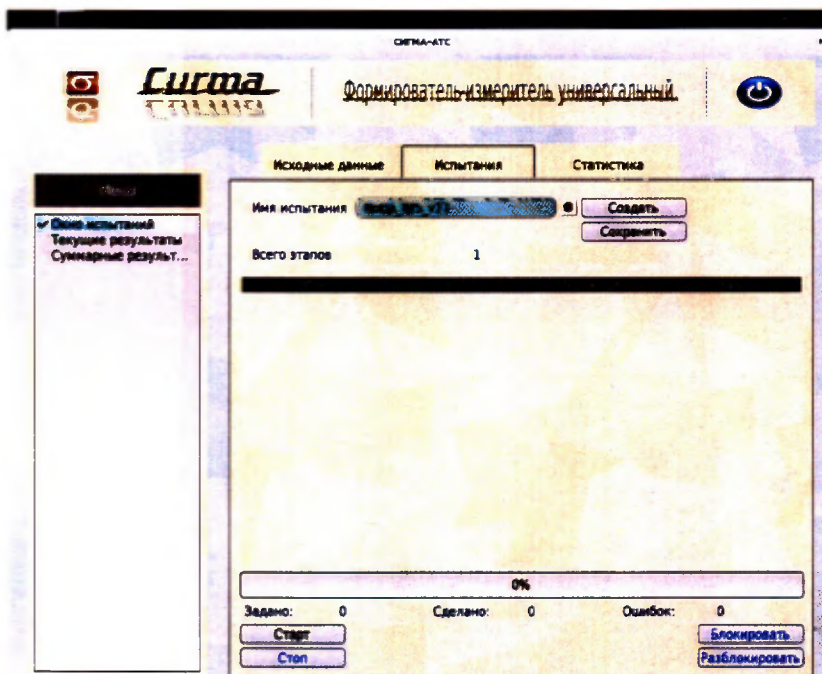 СИГМА-АТС
Сигма
Формирователь-измеритель универсальный
Исходные данные Испытания Статистика
Меню
Окно испытаний
Текущие результаты
Суммарные результ...
Имя испытания
Создать
Сохранить
Всего этапов 1
0%
Задано: 0 Сделано: 0 Ошибок: 0
Старт
Стоп
Блокировать
Разблокировать